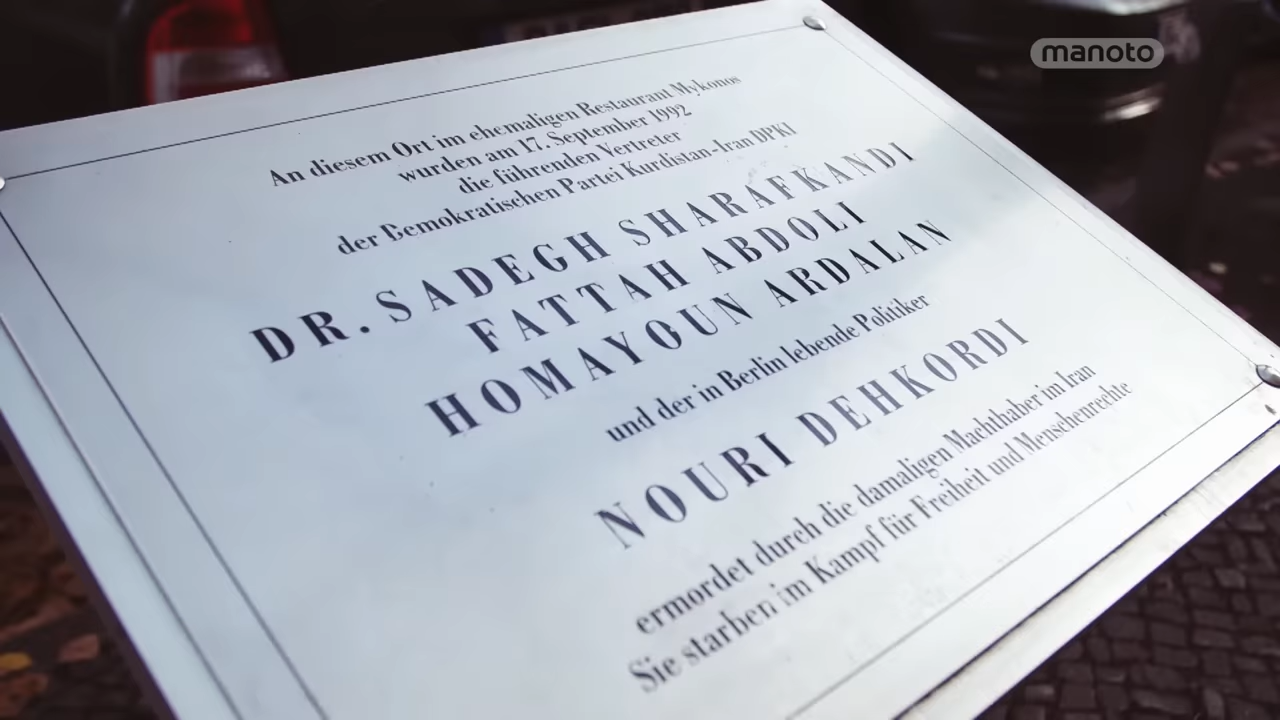 manoto
An diesem Ort im ehemaligen Restaurant Mykonos
wurden am 17. September 1992
die führenden Vertreter
der Demokratischen Partei Kurdistan-Iran DPKI
DR. SADEGH SHARAFKANDI
FATTAH ABDOLI
HOMAYOUN ARDALAN
und der in Berlin lebende Politiker
NOURI DEHKORDI
ermordet durch die damaligen Machthaber im Iran
Sie starben im Kampf für Freiheit und Menschenrechte